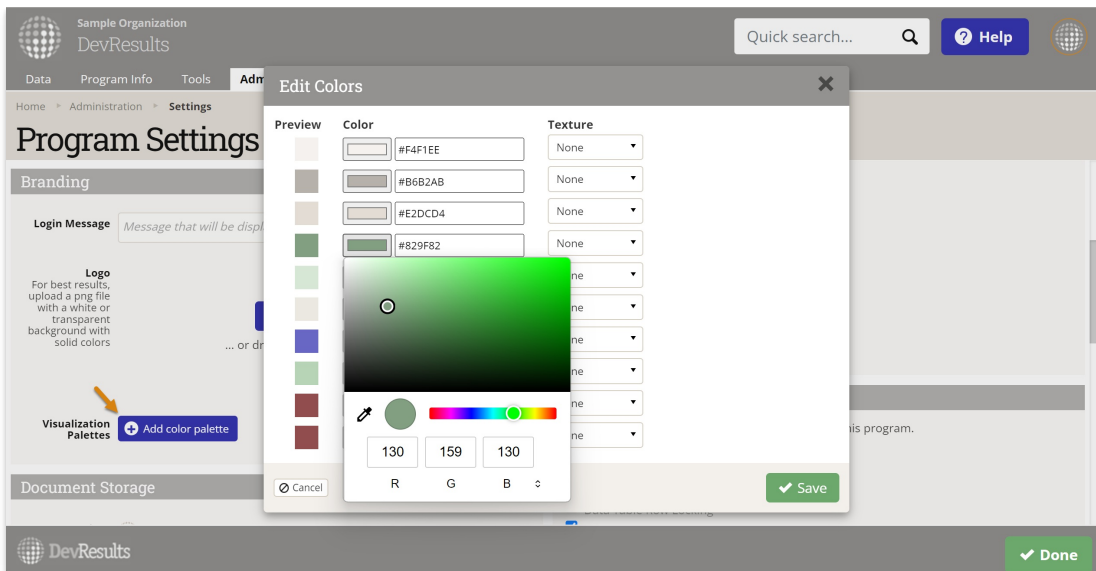 Sample Organization
DevResults
Quick search...
Help
Data
Program Info
Tools
Adm
Home
Administration
Settings
Program Settings
Branding
Login Message
Message that will be displ
Logo
For best results,
upload a png file
with a white or
transparent
background with
solid colors
... or dr
Visualization
Palettes
Add color palette
Document Storage
Edit Colors
Preview
Color
Texture
#F4F1EE
None
#B6B2AB
None
#E2DCD4
None
#829F82
None
ne
ne
ne
ne
ne
ne
130
159
130
R
G
B
Cancel
Save
his program.
Data Table Row Locking
DevResults
Done